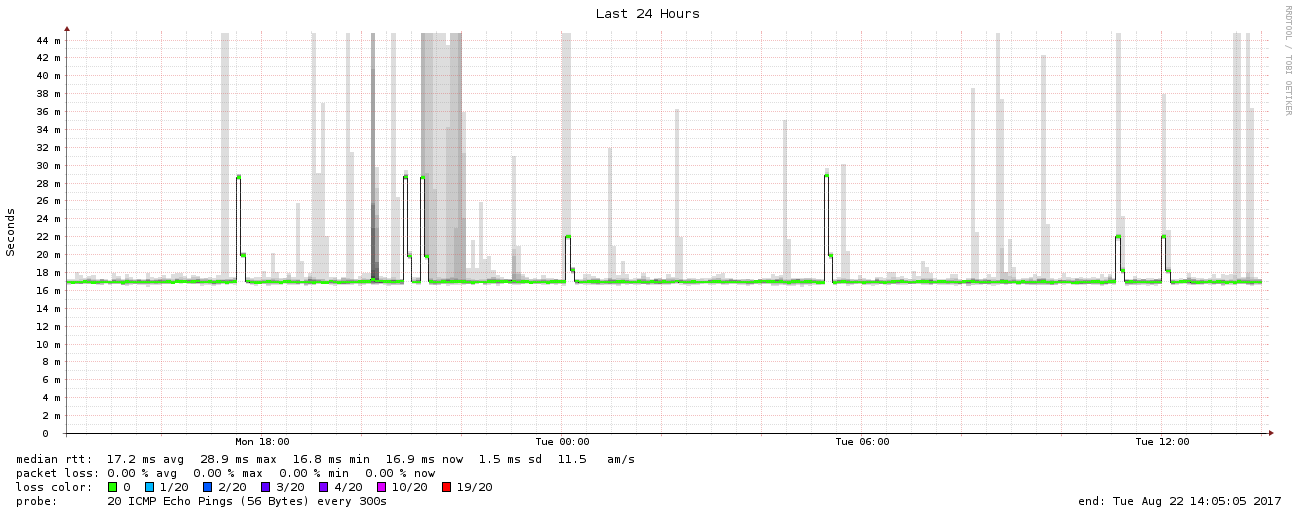 Last 24 Hours
RRDTOOL / TOBI OETIKER
Seconds
44 m
42 m
40 m
38 m
36 m
34 m
32 m
30 m
28 m
26 m
24 m
22 m
20 m
18 m
16 m
14 m
12 m
10 m
8 m
6 m
4 m
2 m
0
Mon 18:00 Tue 00:00 Tue 06:00 Tue 12:00
median rtt: 17.2 ms avg 28.9 ms max 16.8 ms min 16.9 ms now 1.5 ms sd 11.5 am/s
packet loss: 0.00 % avg 0.00 % max 0.00 % min 0.00 % now
loss color: 0 1/20 2/20 3/20 4/20 10/20 19/20
probe: 20 ICMP Echo Pings (56 Bytes) every 300s end: Tue Aug 22 14:05:05 2017